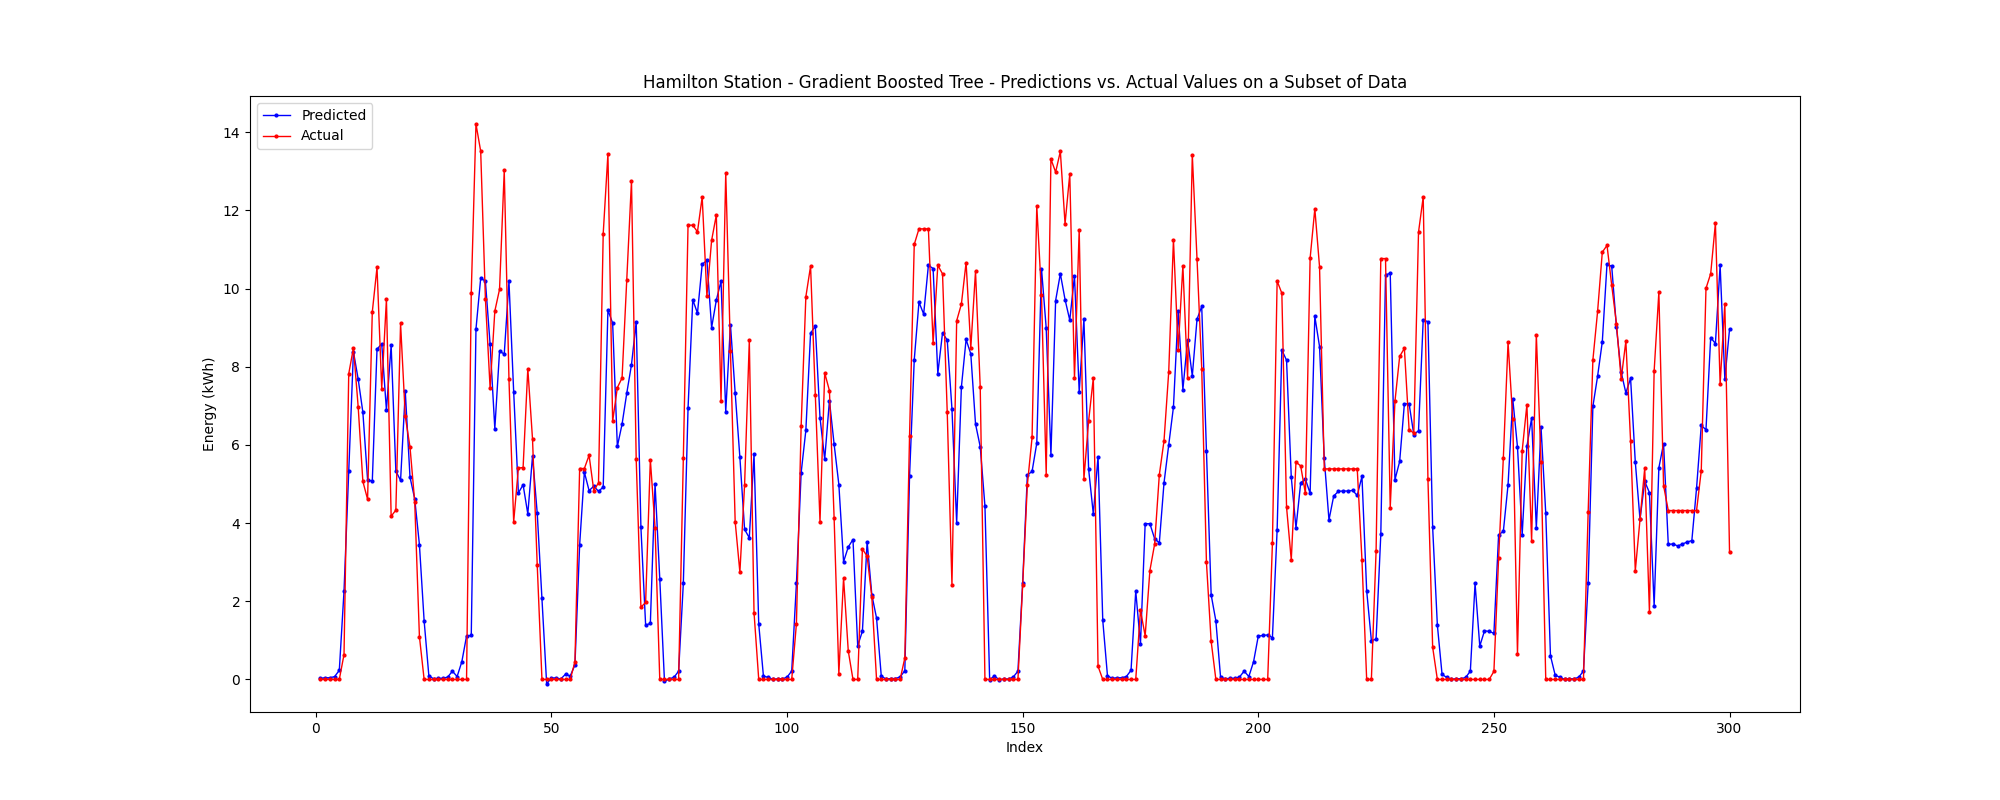 Hamilton Station - Gradient Boosted Tree - Predictions vs. Actual Values on a Subset of Data
Predicted
Actual
Energy (kWh)
14
12
10
8
6
4
2
0
0 50 100 150 200 250 300
Index